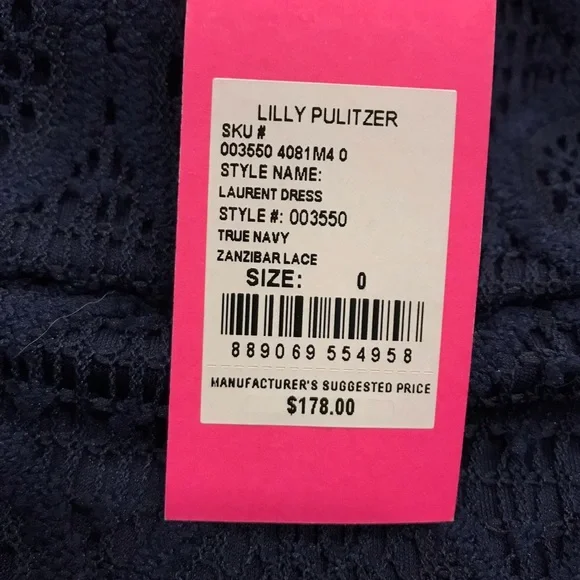 LILLY PULITZER
SKU #
003550 4081M4 0
STYLE NAME:
LAURENT DRESS
STYLE #: 003550
TRUE NAVY
ZANZIBAR LACE
SIZE: 0
889069 554958
MANUFACTURER'S SUGGESTED PRICE
$178.00